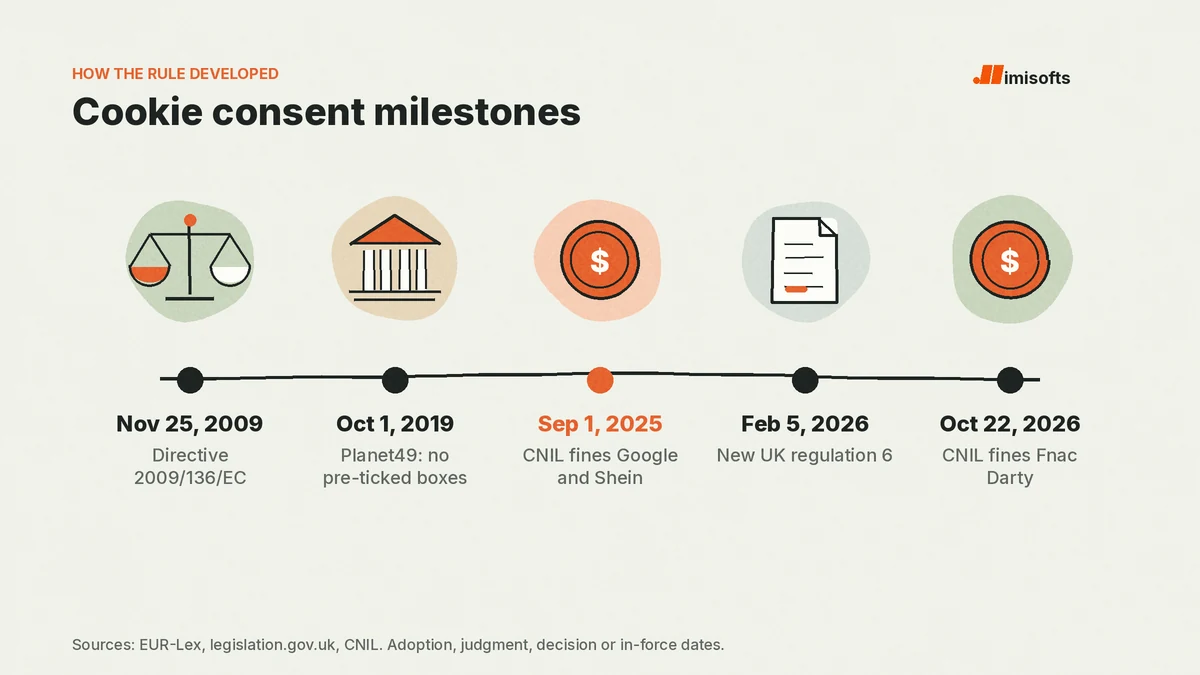 HOW THE RULE DEVELOPED
imisofts
Cookie consent milestones
$
$
Nov 25, 2009
Directive
2009/136/EC
Oct 1, 2019
Planet49: no
pre-ticked boxes
Sep 1, 2025
CNIL fines Google
and Shein
Feb 5, 2026
New UK regulation 6
Oct 22, 2026
CNIL fines Fnac
Darty
Sources: EUR-Lex, legislation.gov.uk, CNIL. Adoption, judgment, decision or in-force dates.